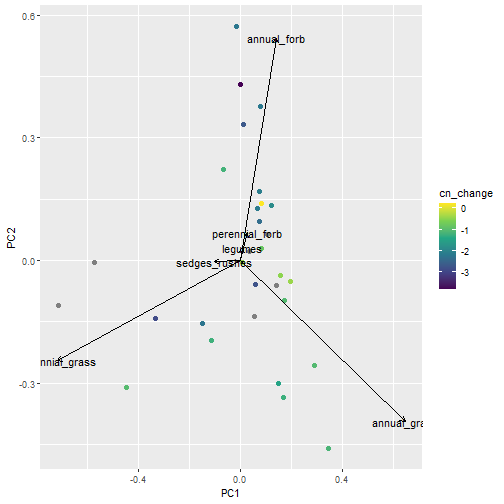 0.6
annual_forb
0.3
cn_change
0
-1
-2
-3
PC2
perennial_forb
legumes
0.0
sedges_rushes
nnial_grass
-0.3
annual_gra
-0.4
0.0
0.4
PC1